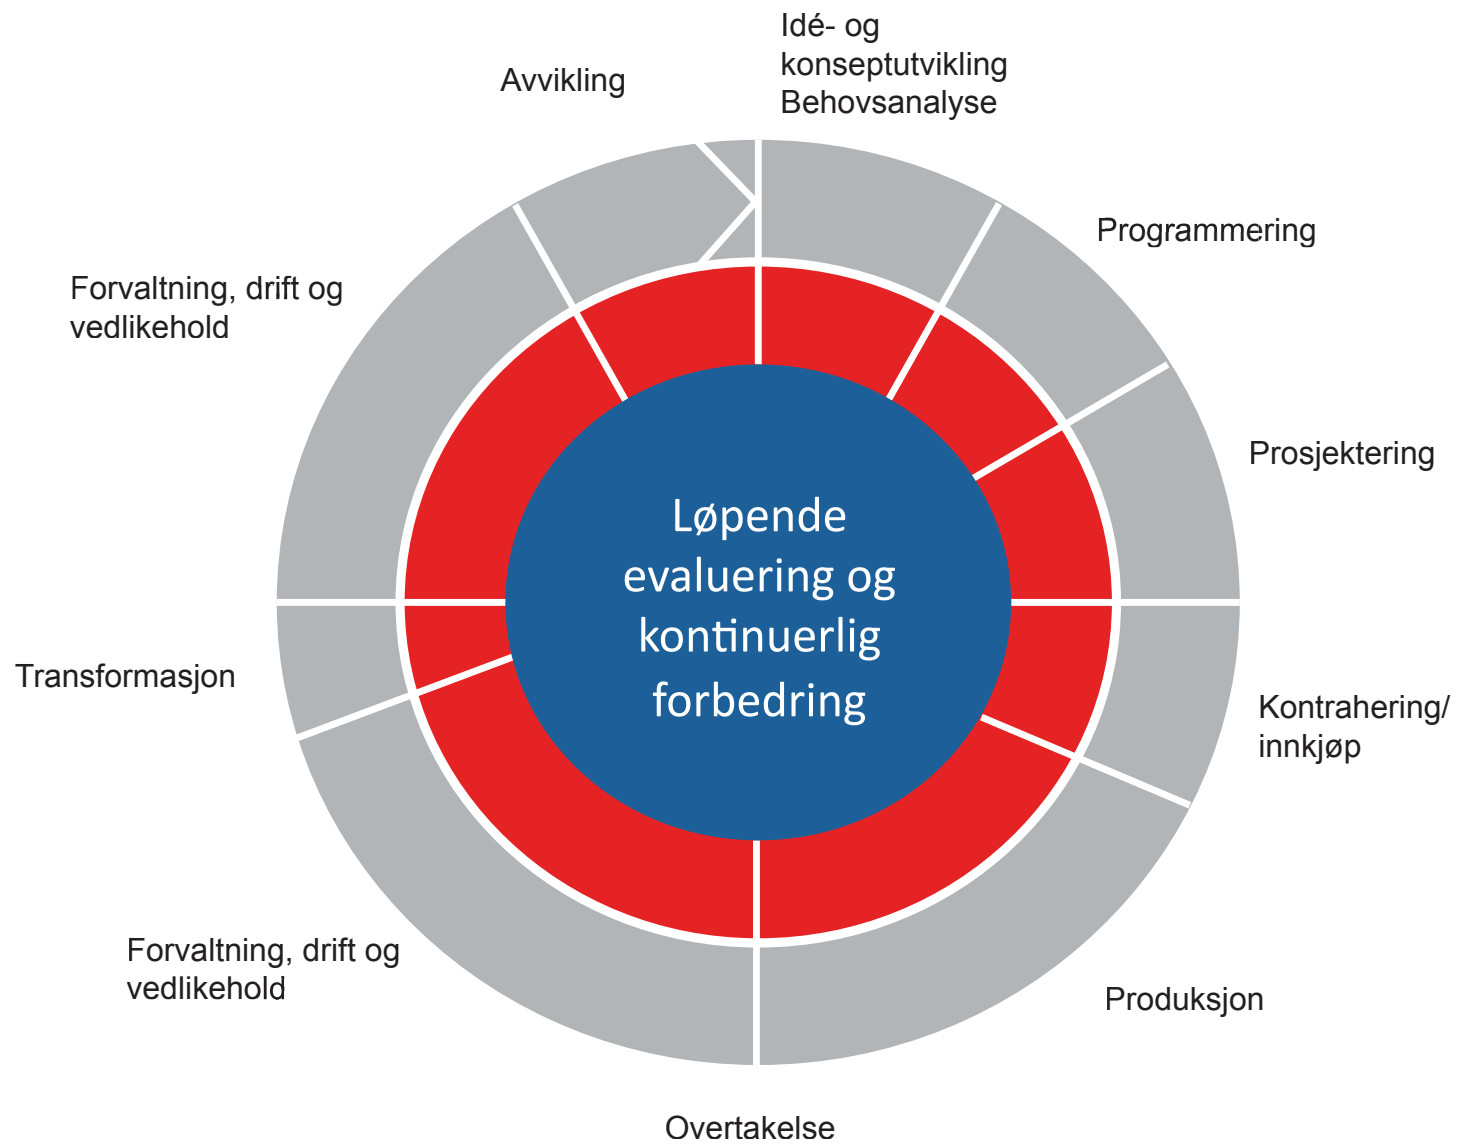 Idé- og
konseptutvikling
Behovsanalyse
Programmering
Prosjektering
Kontrahering/
innkjøp
Produksjon
Overtakelse
Forvaltning, drift og
vedlikehold
Transformasjon
Forvaltning, drift og
vedlikehold
Avvikling
Løpende
evaluering og
kontinuerlig
forbedring